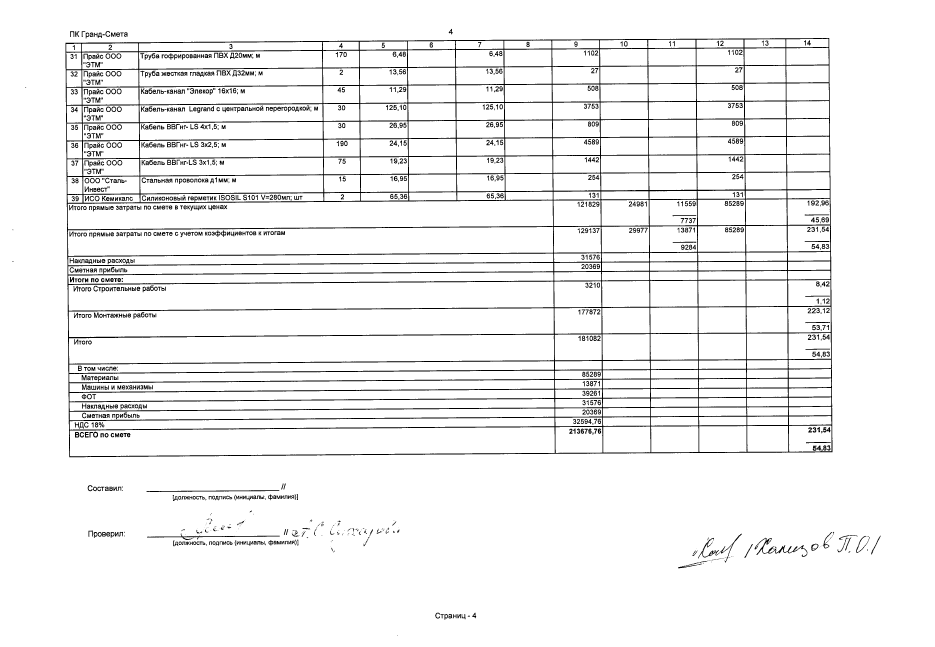 ПК Гранд-Смета
4
1 2 3 4 5 6 7 8 9 10 11 12 13 14
31 Прайс ООО "ЭТМ" Труба гофрированная ПВХ Д20мм; м 170 6,48 6,48 1102 1102
32 Прайс ООО "ЭТМ" Труба жесткая гладкая ПВХ Д32мм; м 2 13,56 13,56 27 27
33 Прайс ООО "ЭТМ" Кабель-канал "Элекор" 16х16; м 45 11,29 11,29 508 508
34 Прайс ООО "ЭТМ" Кабель-канал Legrand с центральной перегородкой; м 30 125,10 125,10 3753 3753
35 Прайс ООО "ЭТМ" Кабель ВВГнг- LS 4х1,5; м 30 26,95 26,95 809 809
36 Прайс ООО "ЭТМ" Кабель ВВГнг- LS 3х2,5; м 190 24,15 24,15 4589 4589
37 Прайс ООО "ЭТМ" Кабель ВВГнг-LS 3х1,5; м 75 19,23 19,23 1442 1442
38 ООО "Сталь-Инвест" Стальная проволока д1мм; м 15 16,95 16,95 254 254
39 ИСО Кемикалс Силиконовый герметик ISOSIL S101 V=280мл; шт 2 65,36 65,36 131 131
Итого прямые затраты по смете в текущих ценах 121829 24981 11559 85289 192,96
7737 45,69
Итого прямые затраты по смете с учетом коэффициентов к итогам 129137 29977 13871 85289 231,54
9284 54,83
Накладные расходы 31576
Сметная прибыль 20369
Итоги по смете:
Итого Строительные работы 3210 8,42
1,12
Итого Монтажные работы 177872 223,12
53,71
Итого 181082 231,54
54,83
В том числе:
Материалы 85289
Машины и механизмы 13871
ФОТ 39261
Накладные расходы 31576
Сметная прибыль 20369
НДС 18% 32594,76
ВСЕГО по смете 213676,76 231,54
54,83
Составил: //
[должность, подпись (инициалы, фамилия)]
Проверил: //
[должность, подпись (инициалы, фамилия)]
П.О.
Страниц - 4